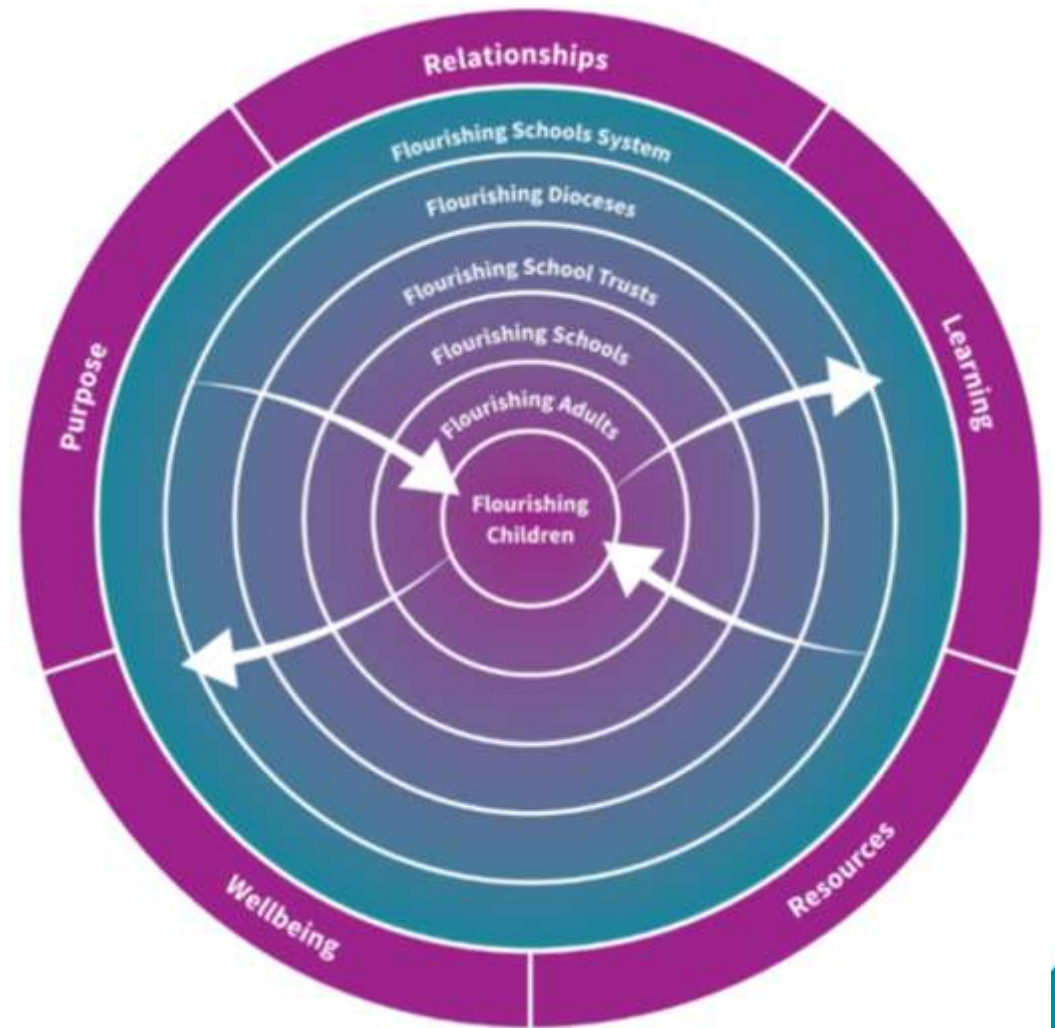 Relationships
Flourishing Schools System
Flourishing Dioceses
Flourishing School Trusts
Flourishing Schools
Flourishing Adults
Flourishing
Children
Purpose
Learning
Wellbeing
Resources